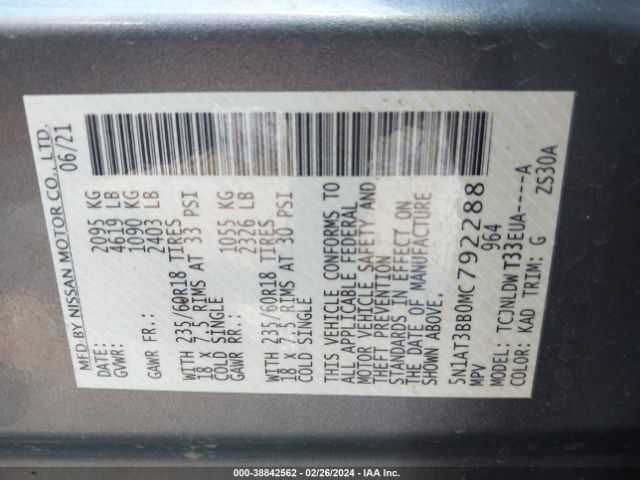 MFD BY NISSAN MOTOR CO., LTD.
DATE: 06/21
GVWR: 2095 KG
4619 LB
GAWR FR.: 1090 KG
2403 LB
WITH 235/60R18 TIRES
18 X 7.5 RIMS AT 33 PSI
COLD SINGLE
GAWR RR.: 1055 KG
2326 LB
WITH 235/60R18 TIRES
18 X 7.5 RIMS AT 30 PSI
COLD SINGLE
THIS VEHICLE CONFORMS TO
ALL APPLICABLE FEDERAL
MOTOR VEHICLE SAFETY AND
THEFT PREVENTION
STANDARDS IN EFFECT ON
THE DATE OF MANUFACTURE
SHOWN ABOVE.
5N1AT3BB0MC792288
MPV 964
MODEL: TCJNLDWT33EUA-----A
COLOR: KAD TRIM: G ZS30A
000-38842562 - 02/26/2024 - IAA Inc.